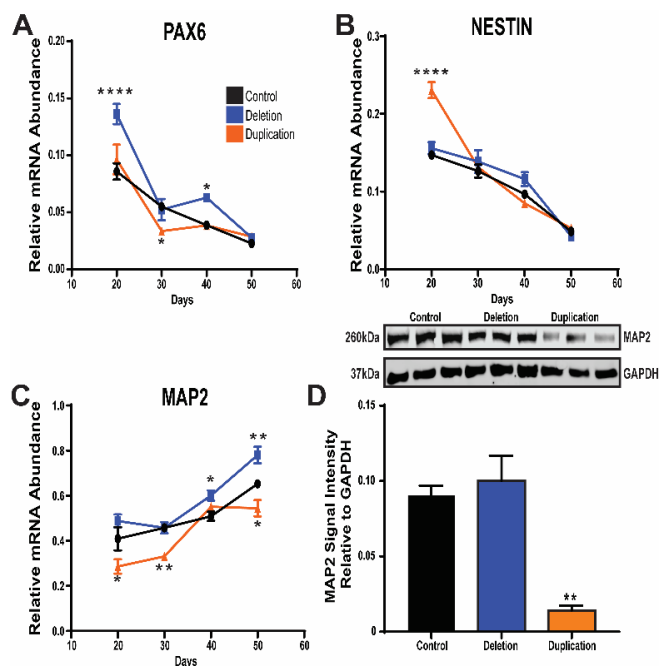 A
PAX6
Relative mRNA Abundance
0.20
0.15
0.10
0.05
0.00
****
*
*
Control
Deletion
Duplication
10 20 30 40 50 60
Days
B
NESTIN
Relative mRNA Abundance
0.3
0.2
0.1
0.0
****
10 20 30 40 50 60
Days
Control Deletion Duplication
260kDa MAP2
37kDa GAPDH
C
MAP2
Relative mRNA Abundance
1.0
0.8
0.6
0.4
0.2
0.0
*
**
*
**
*
10 20 30 40 50 60
Days
D
MAP2 Signal Intensity
Relative to GAPDH
0.15
0.10
0.05
0
**
Control Deletion Duplication